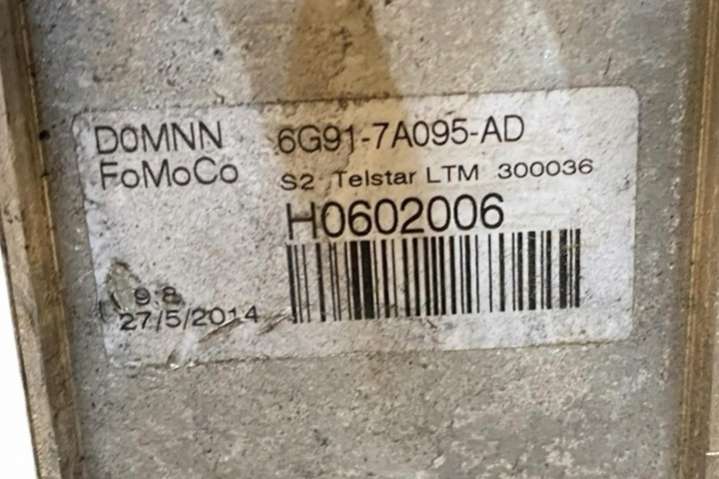 D0MNN 6G91-7A095-AD
FoMoCo S2 Telstar LTM 300036
H0602006
9.8
27/5/2014